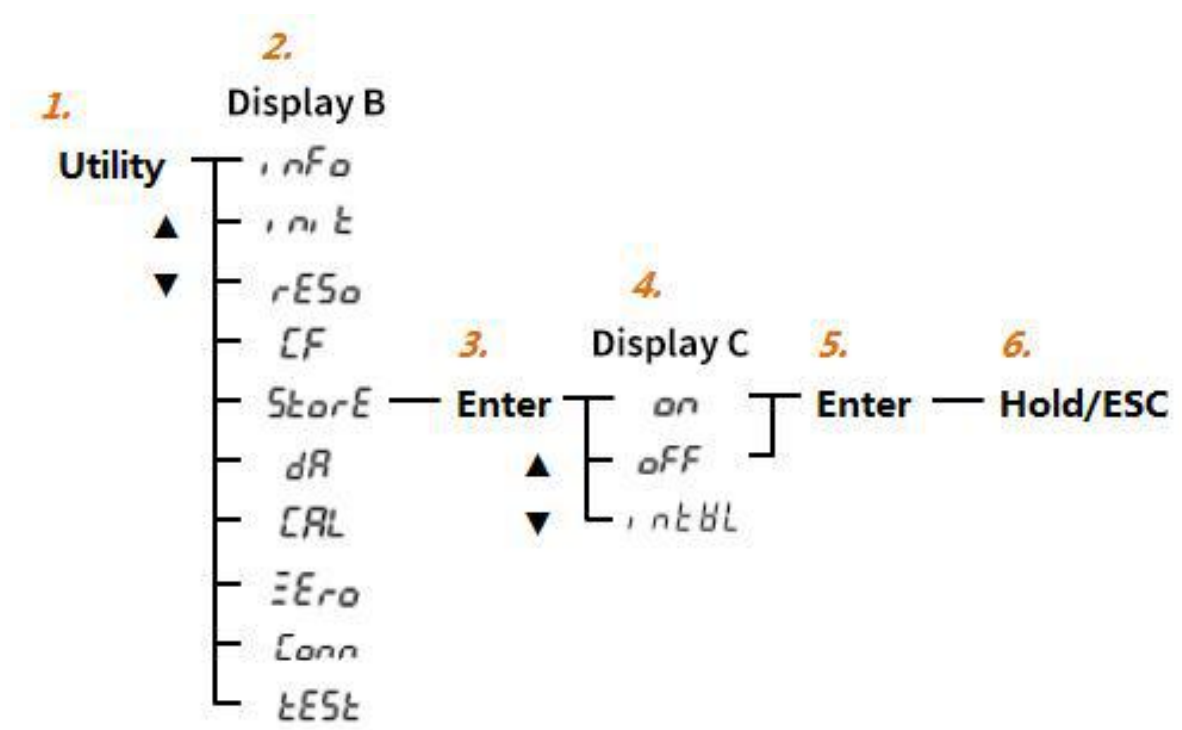 2.
1.
Display B
Utility
inFo
init
▲
▼
rESo
4.
CF
3.
Display C
5.
6.
StorE
Enter
on
Enter
Hold/ESC
dA
▲
oFF
CAL
▼
intVL
ZEro
Conn
tESt